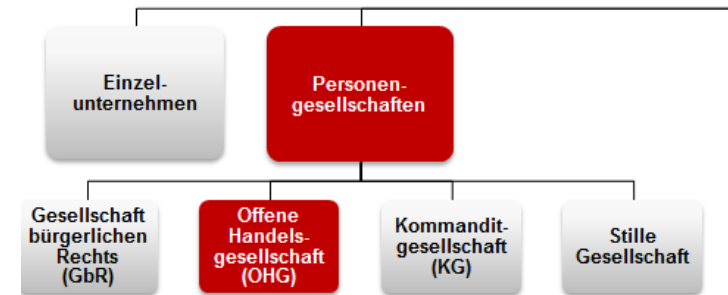 Einzel-
unternehmen
Personen-
gesellschaften
Gesellschaft
bürgerlichen
Rechts
(GbR)
Offene
Handels-
gesellschaft
(OHG)
Kommandit-
gesellschaft
(KG)
Stille
Gesellschaft